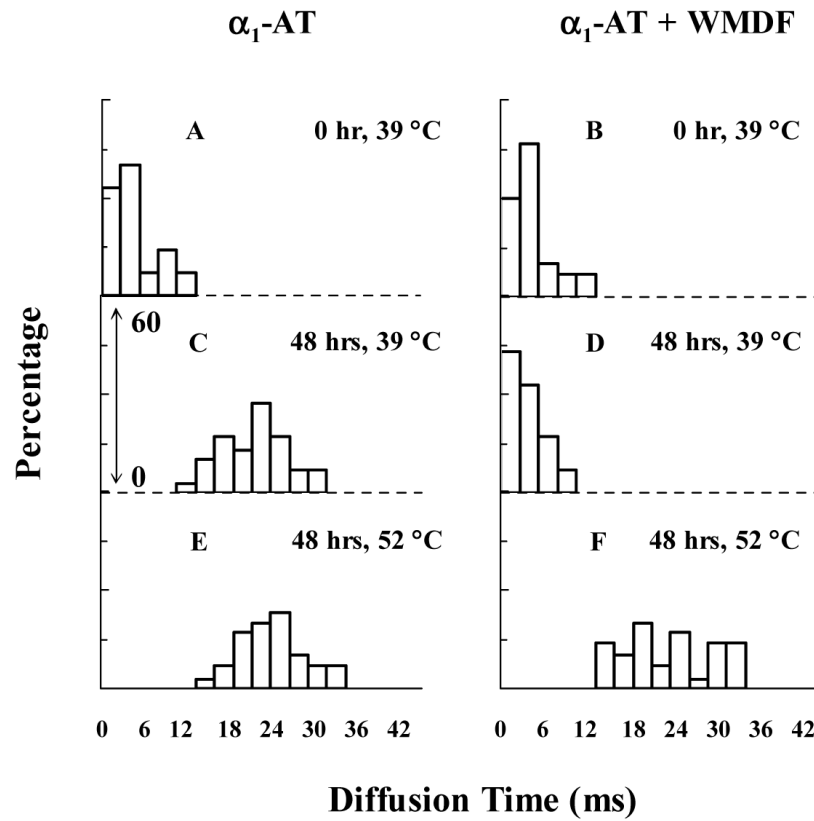 α₁-AT
α₁-AT + WMDF
A 0 hr, 39 °C
B 0 hr, 39 °C
60
C 48 hrs, 39 °C
D 48 hrs, 39 °C
Percentage
0
E 48 hrs, 52 °C
F 48 hrs, 52 °C
0 6 12 18 24 30 36 42
0 6 12 18 24 30 36 42
Diffusion Time (ms)